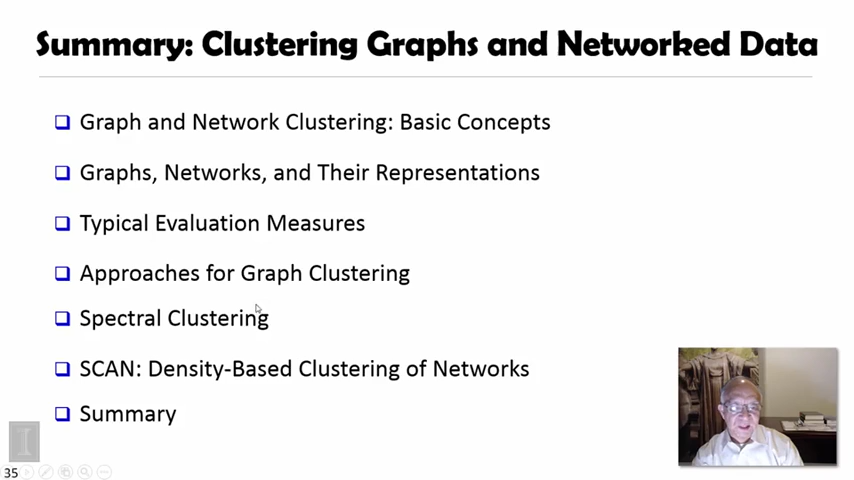 Summary: Clustering Graphs and Networked Data
Graph and Network Clustering: Basic Concepts
Graphs, Networks, and Their Representations
Typical Evaluation Measures
Approaches for Graph Clustering
Spectral Clustering
SCAN: Density-Based Clustering of Networks
Summary
I
35